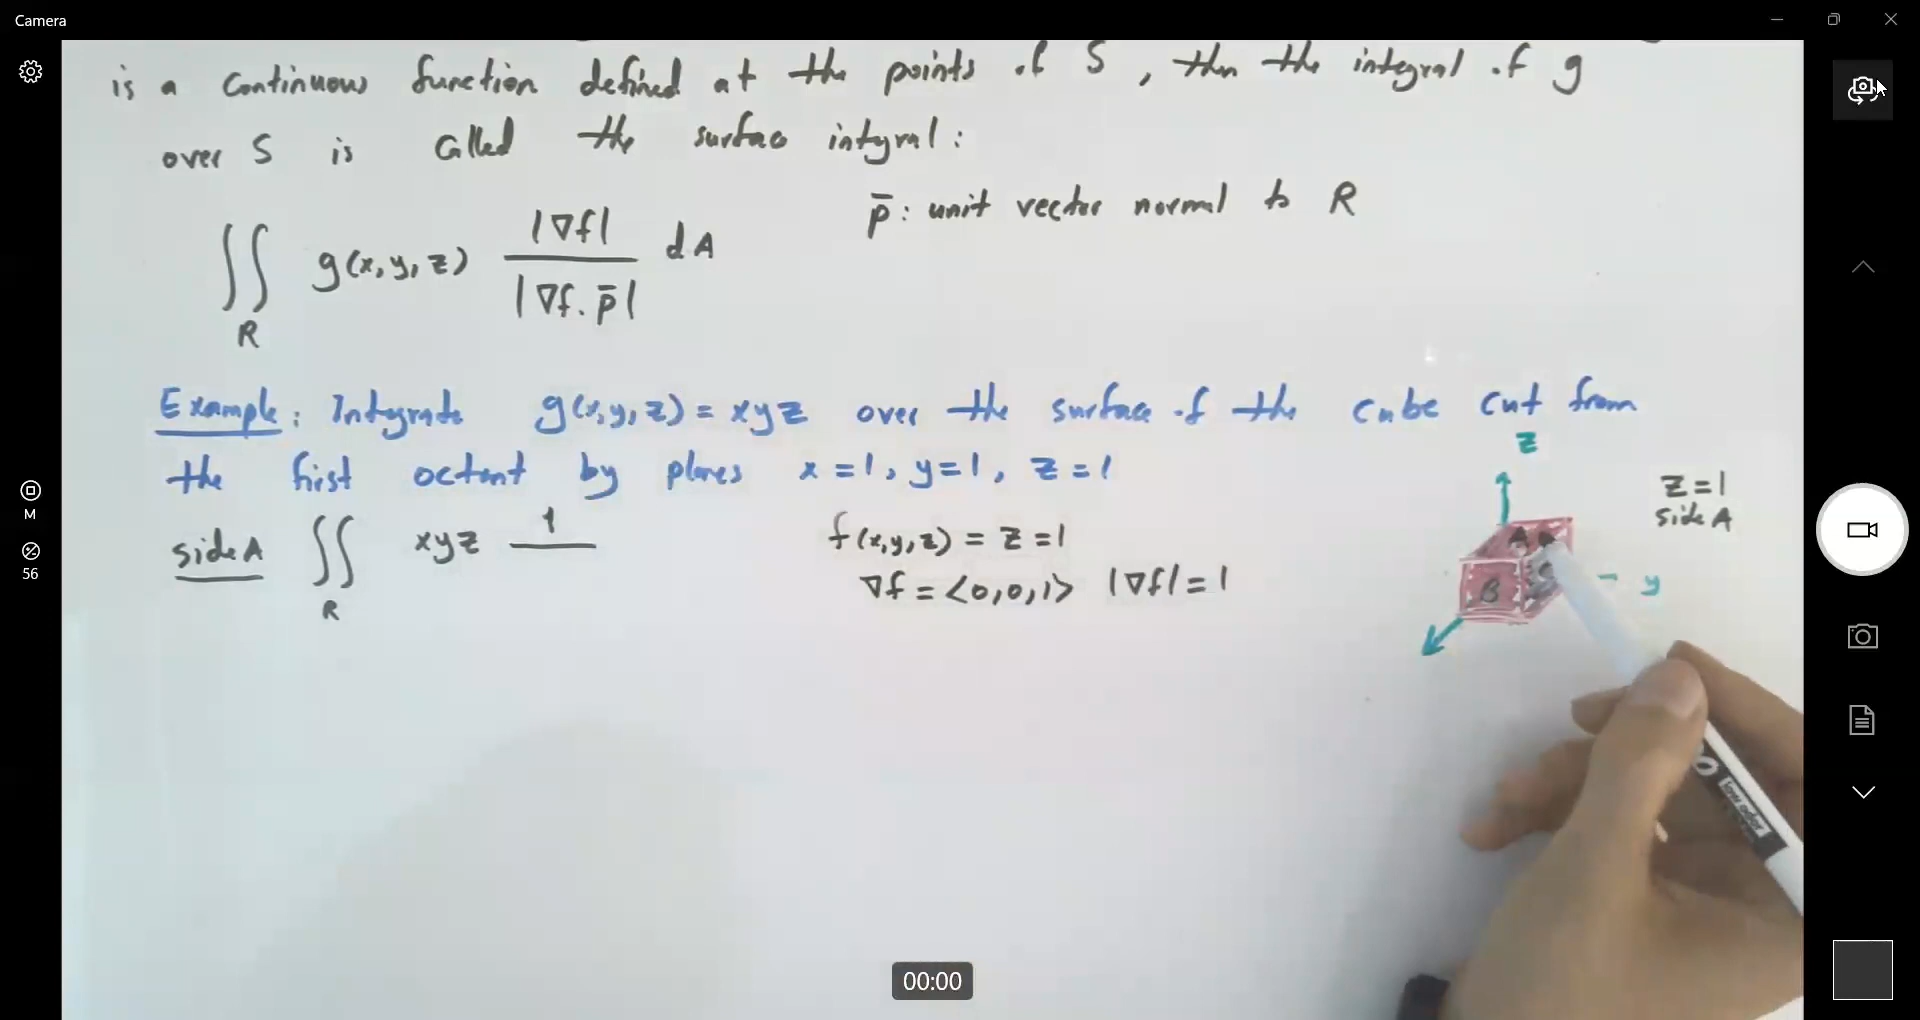 Camera
is a continuous function defined at the points of S, then the integral of g
over S is called the surface integral:
p̄: unit vector normal to R
∬ g(x,y,z) |∇f| / |∇f.p̄| dA
R
Example: Integrate g(x,y,z) = xyz over the surface of the cube cut from
the first octant by planes x=1, y=1, z=1
side A ∬ xyz 1
R
f(x,y,z) = z = 1
∇f = <0,0,1> |∇f| = 1
z
z=1
side A
A
B
y
M
56
low odor
00:00